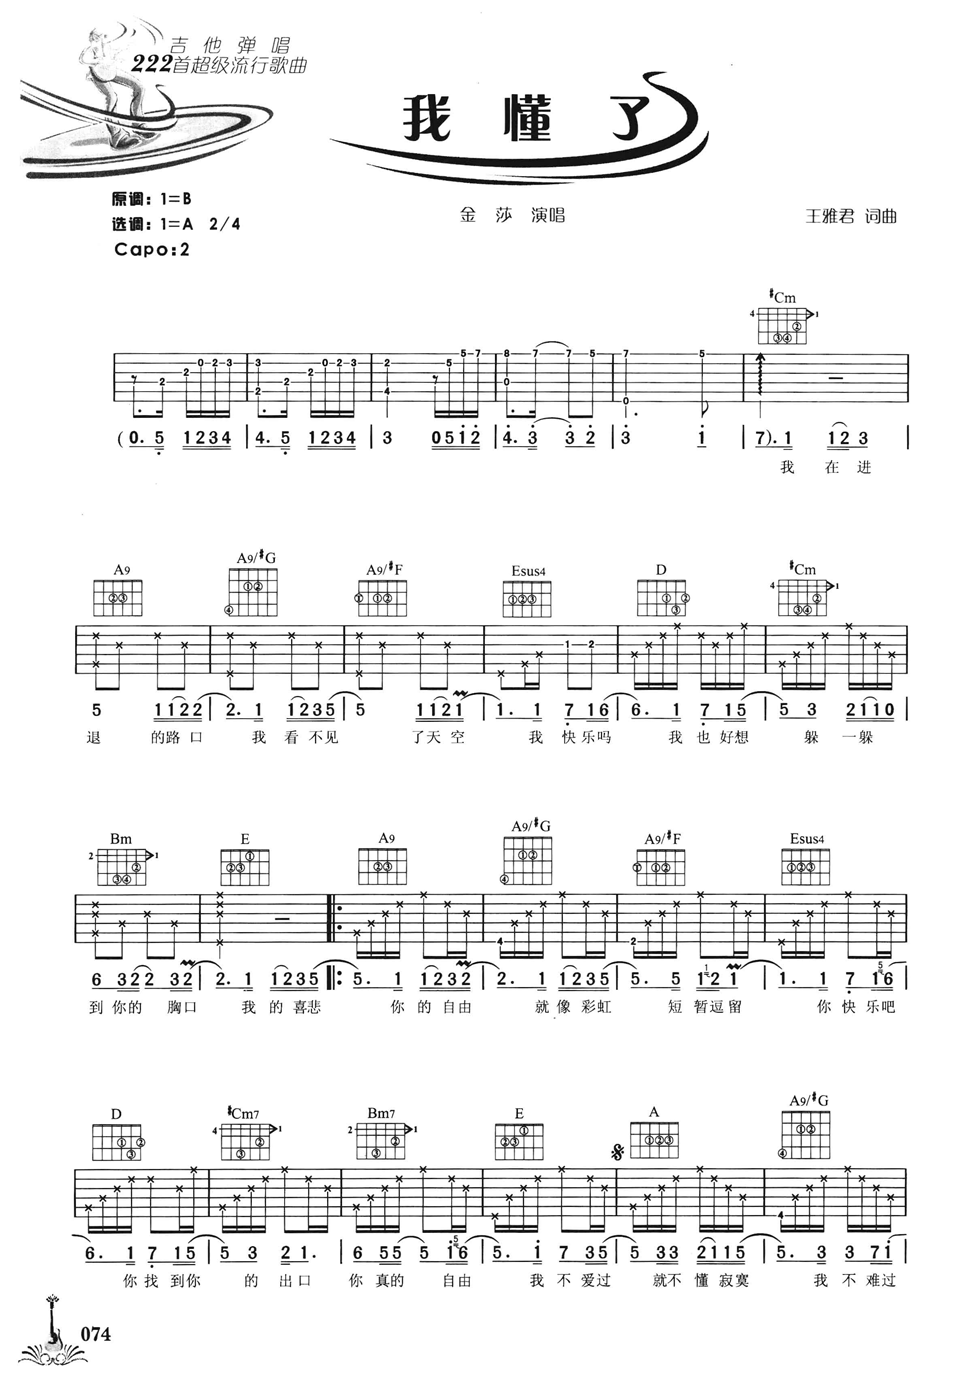 吉他弹唱
222首超级流行歌曲
我 懂 了
原调：1=B
选调：1=A 2/4
Capo:2
金 莎 演唱
王雅君 词曲
#Cm
(0. 5 1234 | 4. 5 1234 | 3 0512 | 4. 3 3 2 | 3 1 | 7). 1 12 3 |
我 在 进
A9 A9/#G A9/#F Esus4 D #Cm
5 1122 | 2. 1 1235 | 5 1121 | 1. 1 7 16 | 6. 1 7 15 | 5 3 2110 |
退 的路口 我 看 不见 了天 空 我 快乐吗 我 也 好想 躲 一躲
Bm E A9 A9/#G A9/#F Esus4
6 322 32 | 2. 1 1235 | 5. 1 1232 | 2. 1 1235 | 5. 5 121 | 1. 1 7 16
到 你的 胸口 我 的 喜悲 你 的 自由 就 像 彩虹 短 暂逗留 你 快乐吧
D #Cm7 Bm7 E A A9/#G
6. 1 7 15 | 5 3 21. | 6 55 5 16 | 5. 1 7 35 | 5 33 2115 | 5. 3 3 71 |
你 找 到你 的 出口 你 真的 自由 我 不 爱过 就不 懂 寂寞 我 不 难过
074